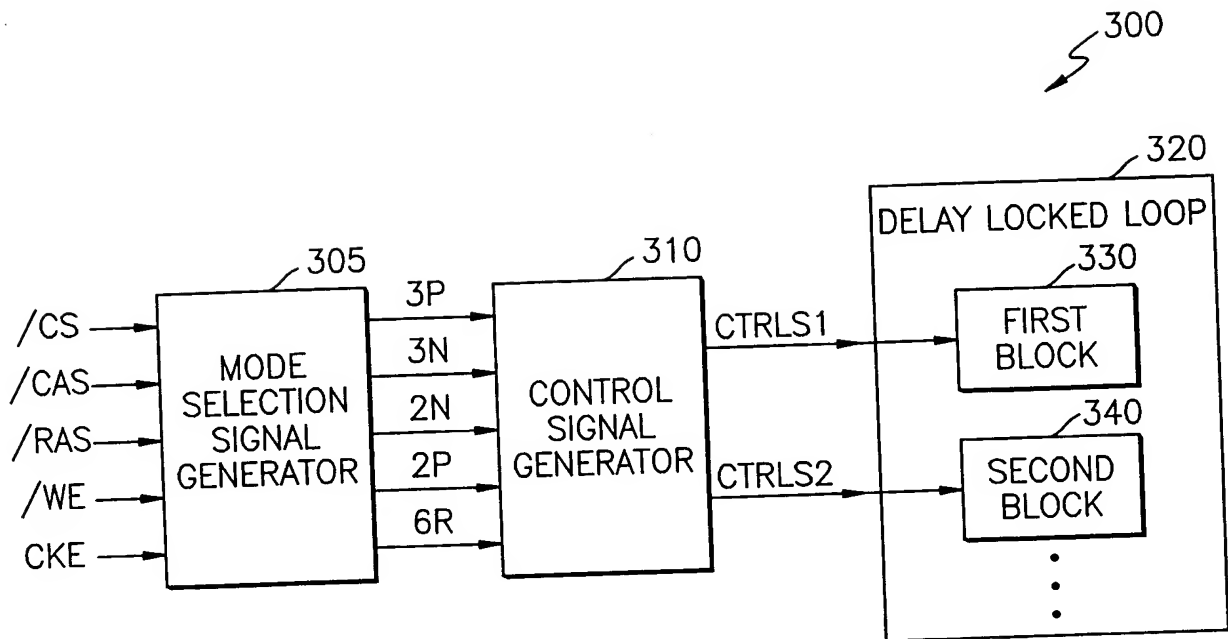 300
320
DELAY LOCKED LOOP
305
310
330
/CS
3P
CTRLS1
FIRST
BLOCK
/CAS
MODE
SELECTION
SIGNAL
GENERATOR
3N
CONTROL
SIGNAL
GENERATOR
/RAS
2N
340
/WE
2P
CTRLS2
SECOND
BLOCK
CKE
6R